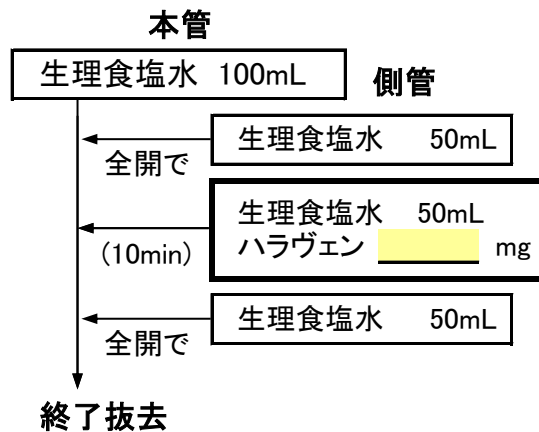 本管
生理食塩水 100mL
側管
生理食塩水 50mL
全開で
生理食塩水 50mL
ハラヴェン mg
(10min)
生理食塩水 50mL
全開で
終了抜去